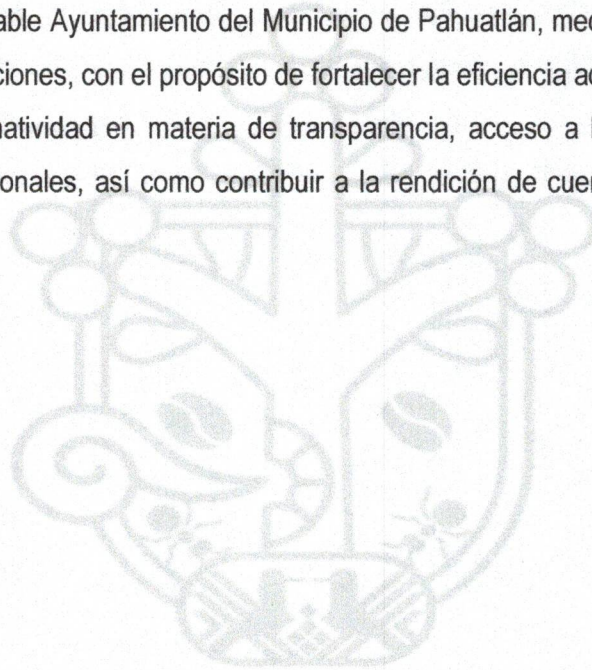 able Ayuntamiento del Municipio de Pahuatlán, med
ciones, con el propósito de fortalecer la eficiencia ad
natividad en materia de transparencia, acceso a l
onales, así como contribuir a la rendición de cuen